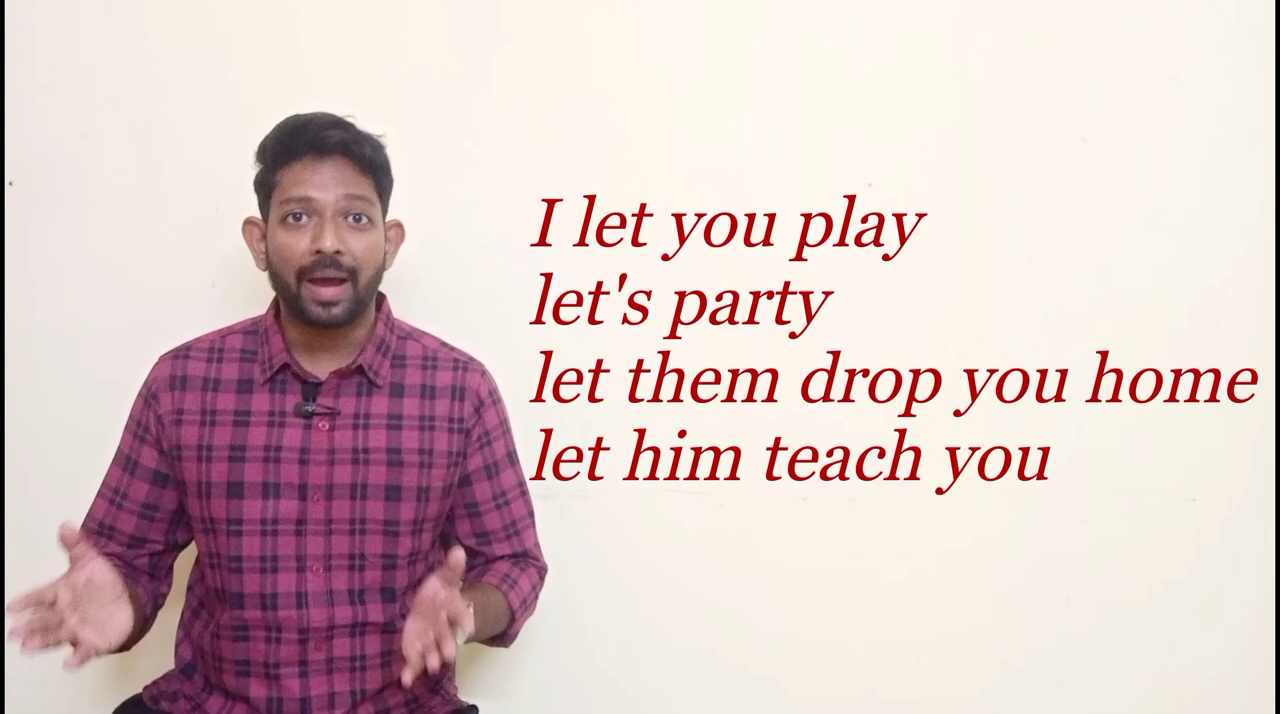 I let you play
let's party
let them drop you home
let him teach you